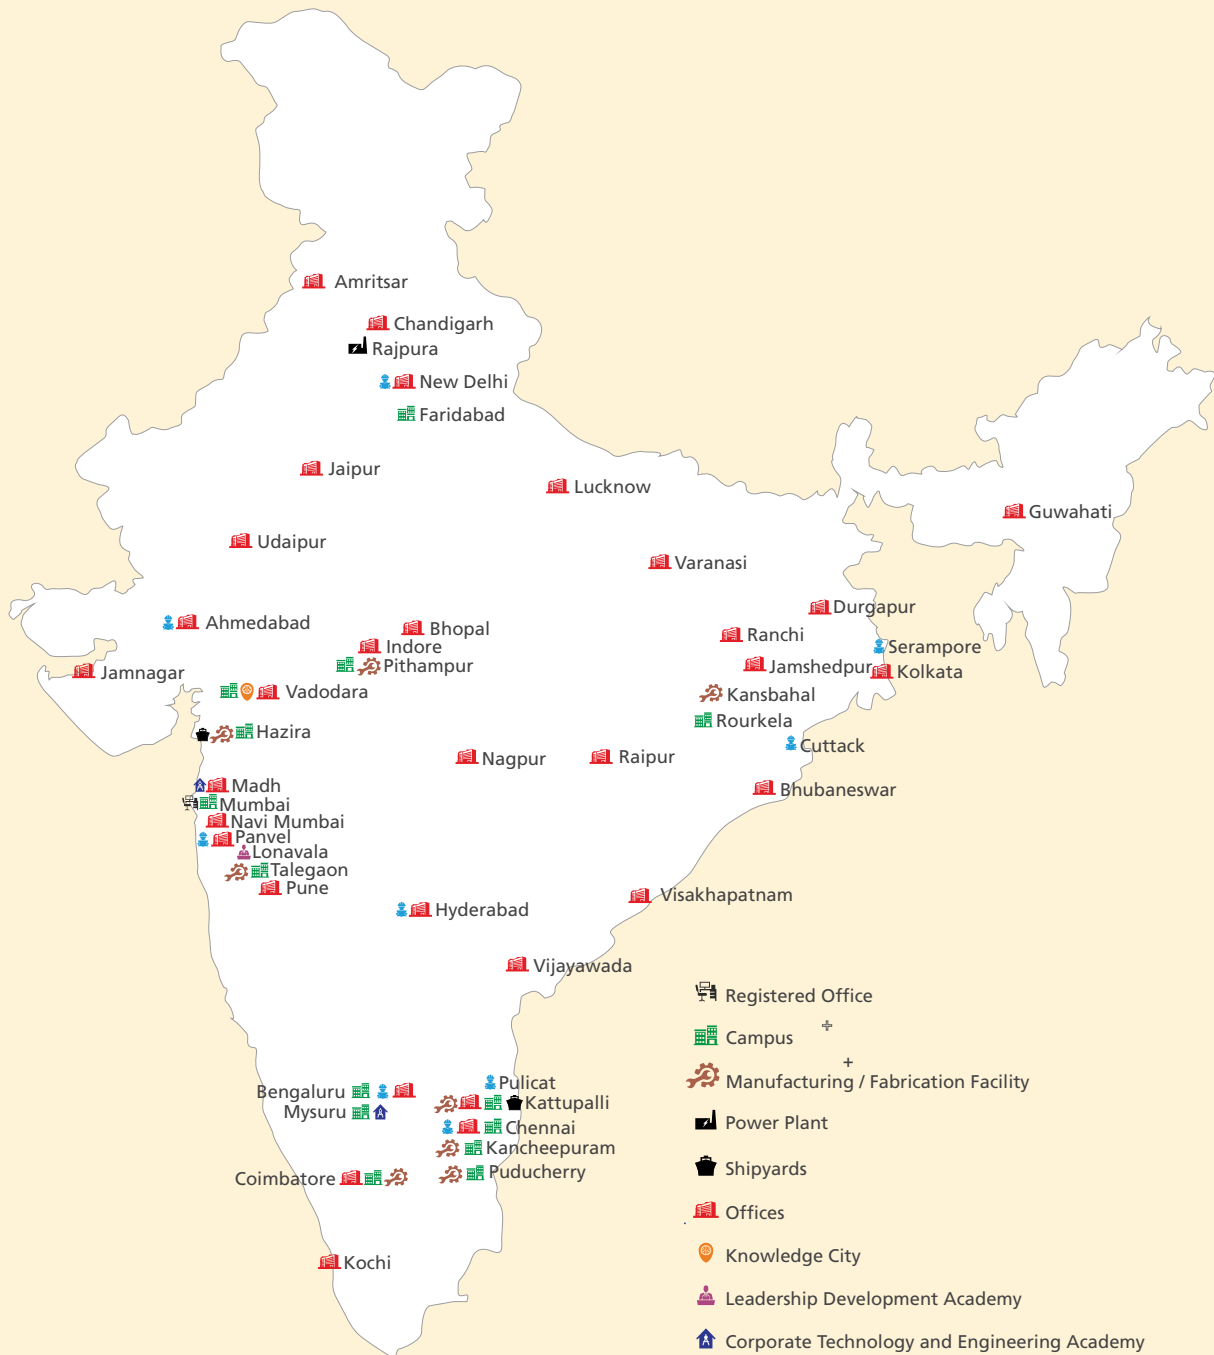 Amritsar
Chandigarh
Rajpura
New Delhi
Faridabad
Jaipur
Lucknow
Guwahati
Udaipur
Varanasi
Durgapur
Ahmedabad
Bhopal
Ranchi
Indore
Serampore
Pithampur
Jamshedpur
Kolkata
Jamnagar
Vadodara
Kansbahal
Rourkela
Hazira
Cuttack
Nagpur
Raipur
Madh
Bhubaneswar
Mumbai
Navi Mumbai
Panvel
Lonavala
Talegaon
Pune
Visakhapatnam
Hyderabad
Vijayawada
Bengaluru
Pulicat
Mysuru
Kattupalli
Chennai
Kancheepuram
Coimbatore
Puducherry
Kochi
Registered Office
Campus
Manufacturing / Fabrication Facility
Power Plant
Shipyards
Offices
Knowledge City
Leadership Development Academy
Corporate Technology and Engineering Academy